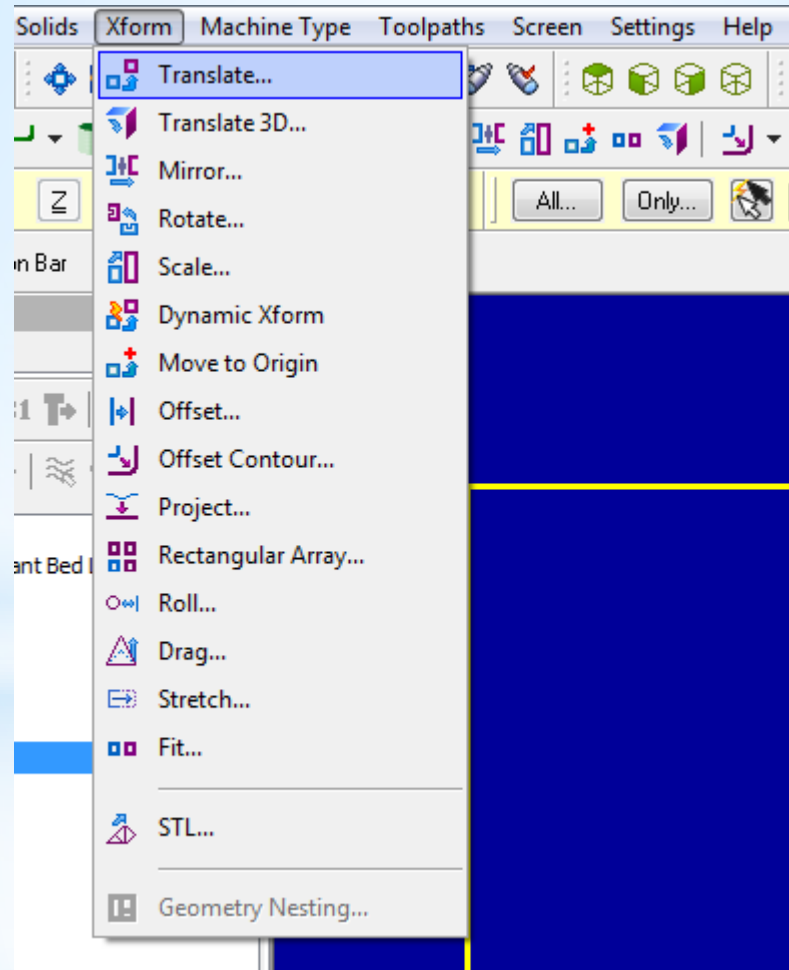 Solids Xform Machine Type Toolpaths Screen Settings Help
Translate...
Translate 3D...
Mirror...
Z All... Only...
Rotate...
on Bar
Scale...
Dynamic Xform
Move to Origin
Offset...
Offset Contour...
Project...
ant Bed
Rectangular Array...
Roll...
Drag...
Stretch...
Fit...
STL...
Geometry Nesting...